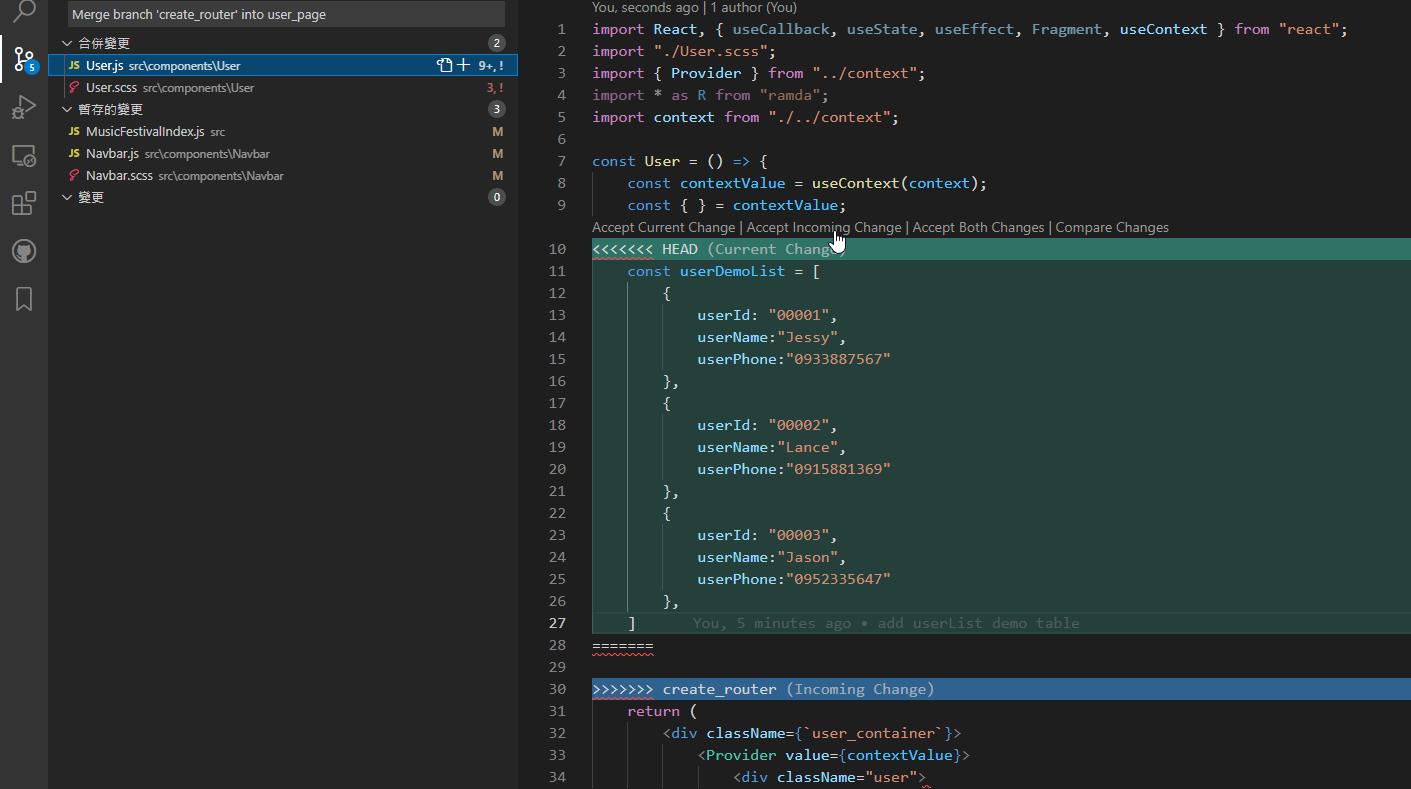 Merge branch 'create_router' into user_page
合併變更 2
JS User.js src\components\User 9+, !
User.scss src\components\User 3, !
暫存的變更 3
JS MusicFestivalIndex.js src M
JS Navbar.js src\components\Navbar M
Navbar.scss src\components\Navbar M
變更 0
5
You, seconds ago | 1 author (You)
1 import React, { useCallback, useState, useEffect, Fragment, useContext } from "react";
2 import "./User.scss";
3 import { Provider } from "../context";
4 import * as R from "ramda";
5 import context from "./../context";
6
7 const User = () => {
8 const contextValue = useContext(context);
9 const { } = contextValue;
Accept Current Change | Accept Incoming Change | Accept Both Changes | Compare Changes
10 <<<<<<< HEAD (Current Change)
11 const userDemoList = [
12 {
13 userId: "00001",
14 userName:"Jessy",
15 userPhone:"0933887567"
16 },
17 {
18 userId: "00002",
19 userName:"Lance",
20 userPhone:"0915881369"
21 },
22 {
23 userId: "00003",
24 userName:"Jason",
25 userPhone:"0952335647"
26 },
27 ] You, 5 minutes ago • add userList demo table
28 =======
29
30 >>>>>>> create_router (Incoming Change)
31 return (
32 <div className={`user_container`}>
33 <Provider value={contextValue}>
34 <div className="user">